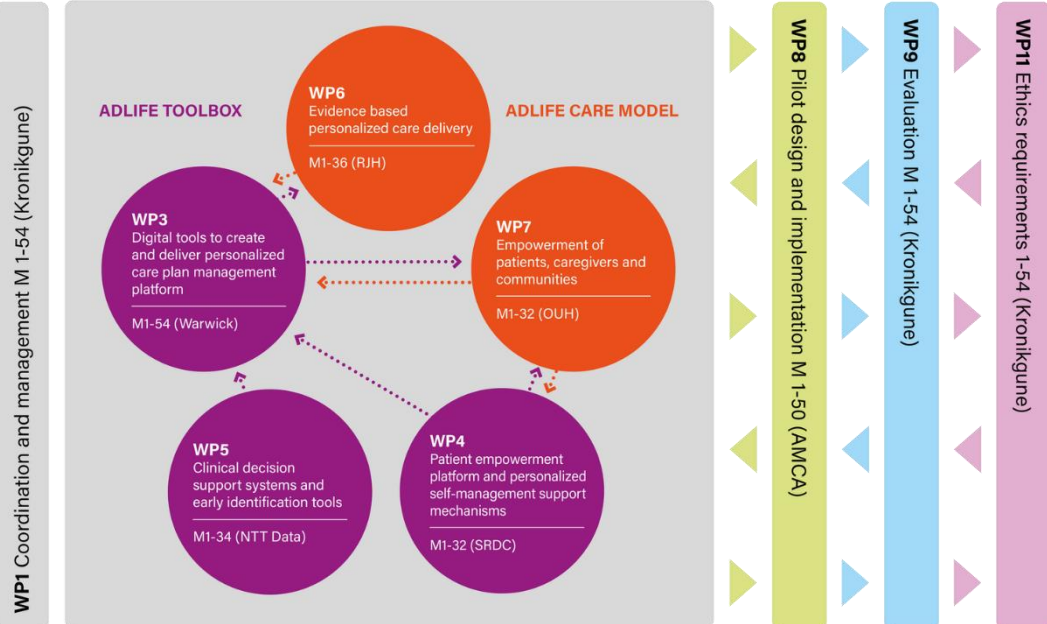 WP1 Coordination and management M 1-54 (Kronikgune)
ADLIFE TOOLBOX
ADLIFE CARE MODEL
WP6
Evidence based
personalized care delivery
M1-36 (RJH)
WP3
Digital tools to create
and deliver personalized
care plan management
platform
M1-54 (Warwick)
WP7
Empowerment of
patients, caregivers and
communities
M1-32 (OUH)
WP5
Clinical decision
support systems and
early identification tools
M1-34 (NTT Data)
WP4
Patient empowerment
platform and personalized
self-management support
mechanisms
M1-32 (SRDC)
WP8 Pilot design and implementation M 1-50 (AMCA)
WP9 Evaluation M 1-54 (Kronikgune)
WP11 Ethics requirements 1-54 (Kronikgune)